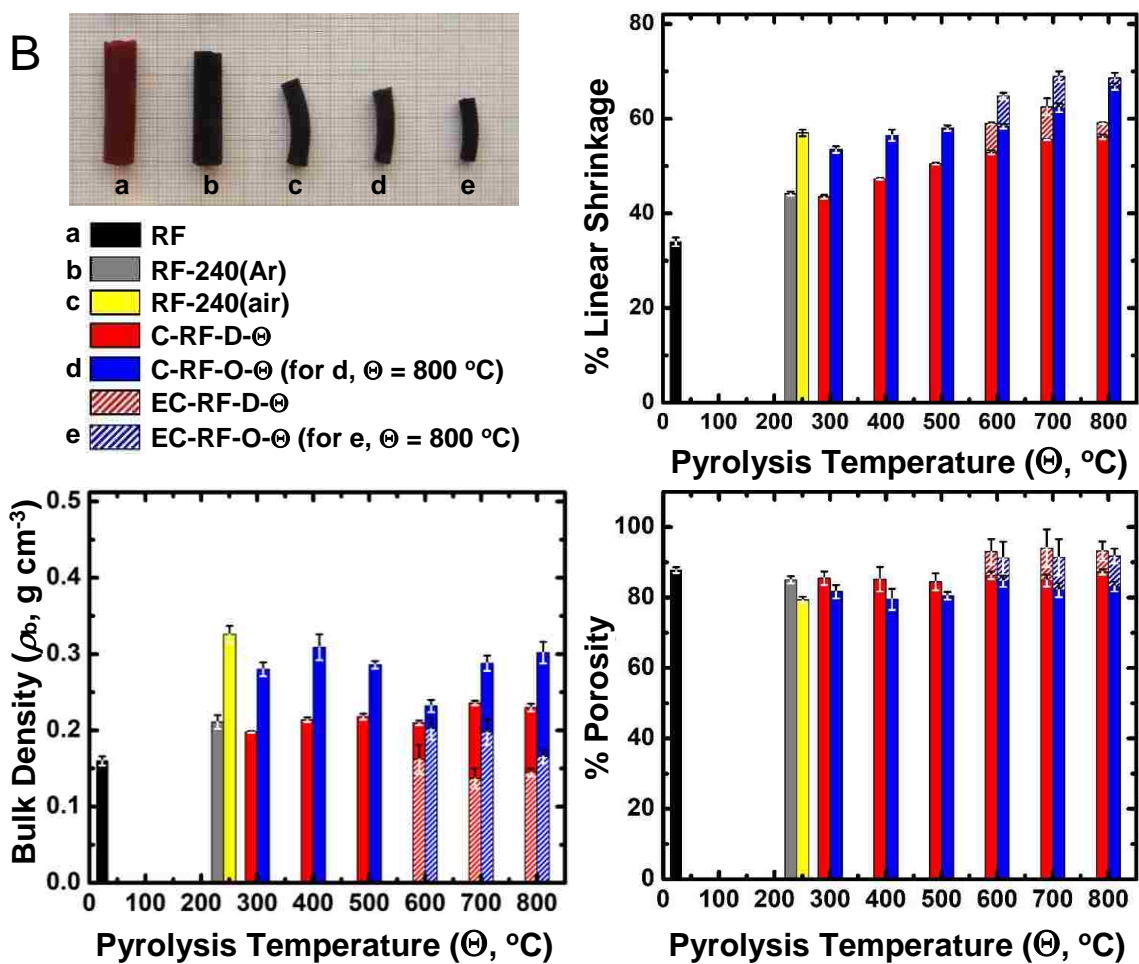 B
a b c d e
a RF
b RF-240(Ar)
c RF-240(air)
C-RF-D-Θ
d C-RF-O-Θ (for d, Θ = 800 °C)
EC-RF-D-Θ
e EC-RF-O-Θ (for e, Θ = 800 °C)
% Linear Shrinkage
80
60
40
20
0
0 100 200 300 400 500 600 700 800
Pyrolysis Temperature (Θ, °C)
Bulk Density (ρb, g cm-3)
0.5
0.4
0.3
0.2
0.1
0.0
0 100 200 300 400 500 600 700 800
Pyrolysis Temperature (Θ, °C)
% Porosity
100
80
60
40
20
0
0 100 200 300 400 500 600 700 800
Pyrolysis Temperature (Θ, °C)